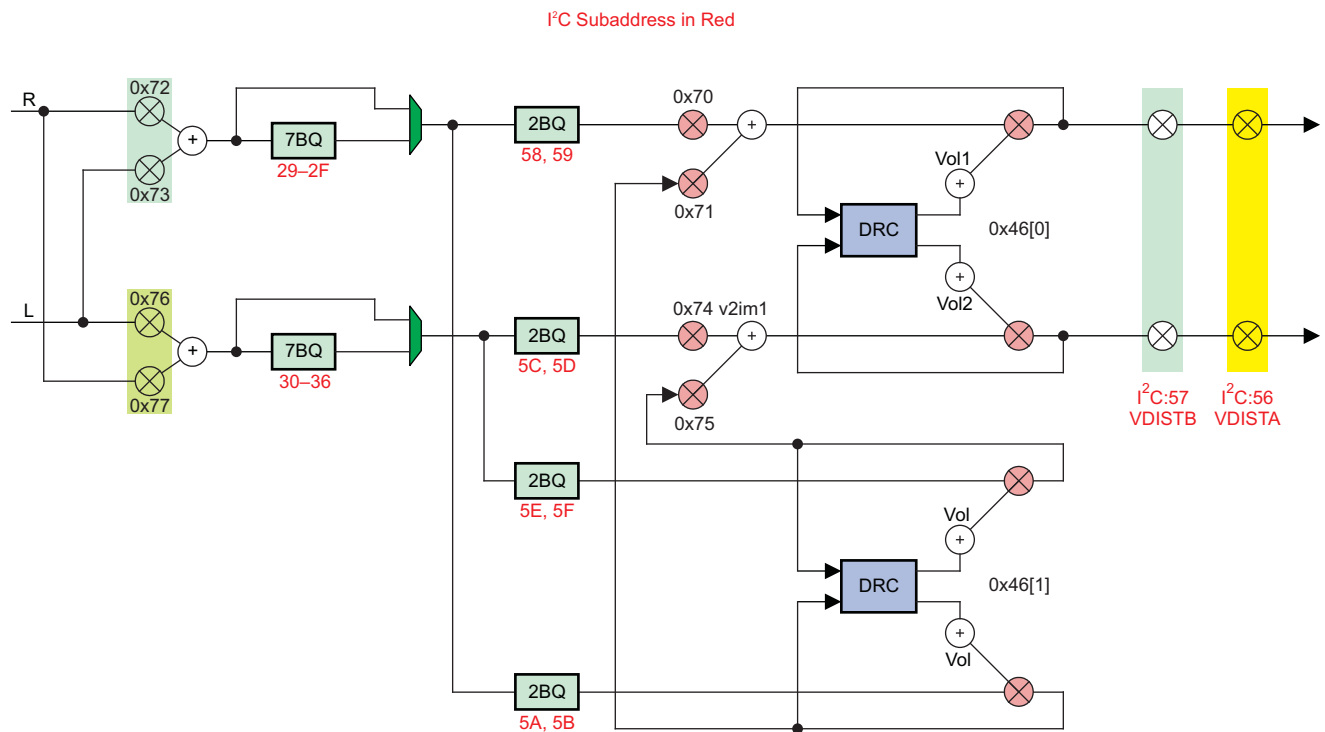 I²C Subaddress in Red
R
0x72
+
7BQ
29–2F
0x73
2BQ
58, 59
0x70
+
0x71
Vol1
+
DRC
0x46[0]
+
Vol2
L
0x76
+
7BQ
30–36
0x77
2BQ
5C, 5D
0x74 v2im1
+
0x75
I²C:57
VDISTB
I²C:56
VDISTA
2BQ
5E, 5F
Vol
+
DRC
0x46[1]
+
Vol
2BQ
5A, 5B